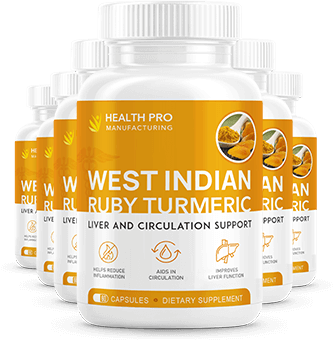 HEALTH PRO
MANUFACTURING
WEST INDIAN
RUBY TURMERIC
LIVER AND CIRCULATION SUPPORT
HELPS REDUCE
INFLAMMATION
AIDS IN
CIRCULATION
IMPROVES
LIVER FUNCTION
60 CAPSULES • DIETARY SUPPLEMENT